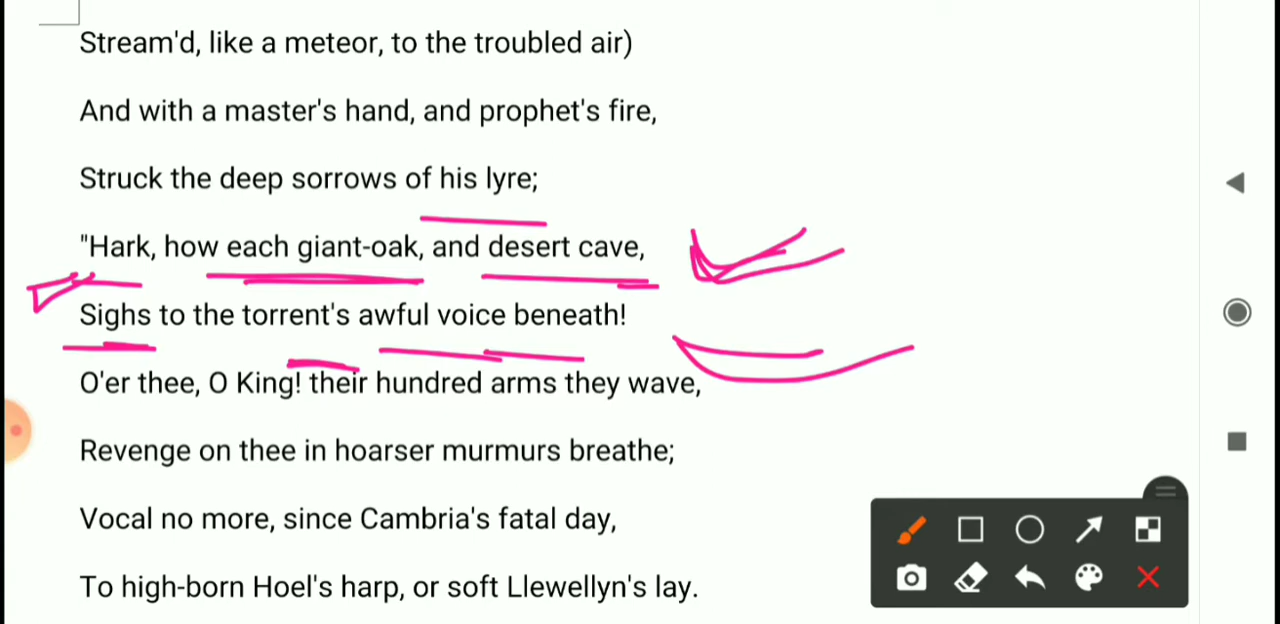 Stream'd, like a meteor, to the troubled air)
And with a master's hand, and prophet's fire,
Struck the deep sorrows of his lyre;
"Hark, how each giant-oak, and desert cave,
Sighs to the torrent's awful voice beneath!
O'er thee, O King! their hundred arms they wave,
Revenge on thee in hoarser murmurs breathe;
Vocal no more, since Cambria's fatal day,
To high-born Hoel's harp, or soft Llewellyn's lay.